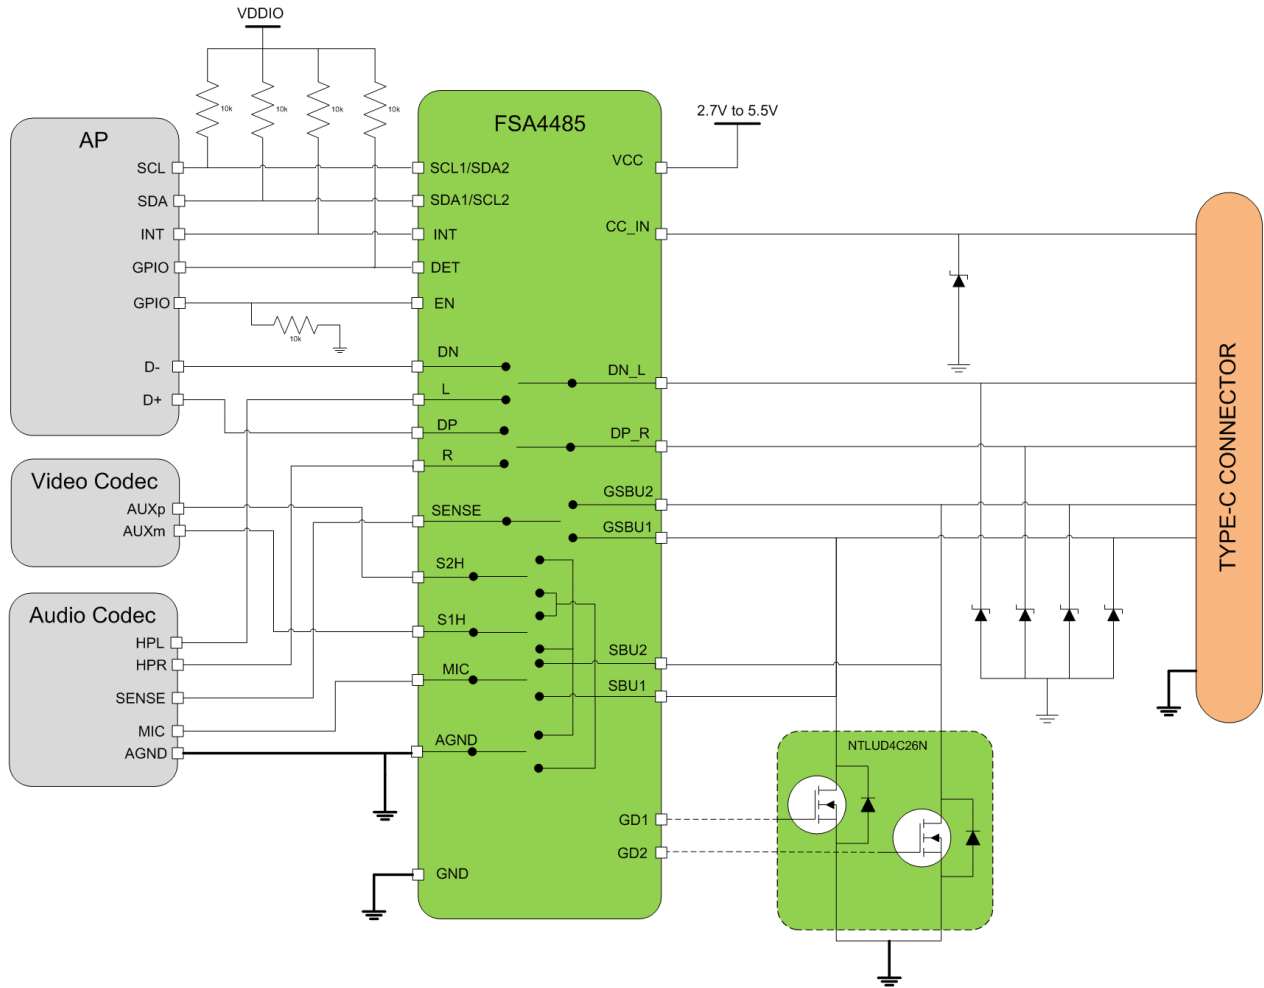 VDDIO
10k
10k
10k
10k
2.7V to 5.5V
AP
SCL
SDA
INT
GPIO
GPIO
D-
D+
10k
Video Codec
AUXp
AUXm
Audio Codec
HPL
HPR
SENSE
MIC
AGND
FSA4485
SCL1/SDA2
SDA1/SCL2
INT
DET
EN
DN
L
DP
R
SENSE
S2H
S1H
MIC
AGND
GND
VCC
CC_IN
DN_L
DP_R
GSBU2
GSBU1
SBU2
SBU1
GD1
GD2
NTLUD4C26N
TYPE-C CONNECTOR